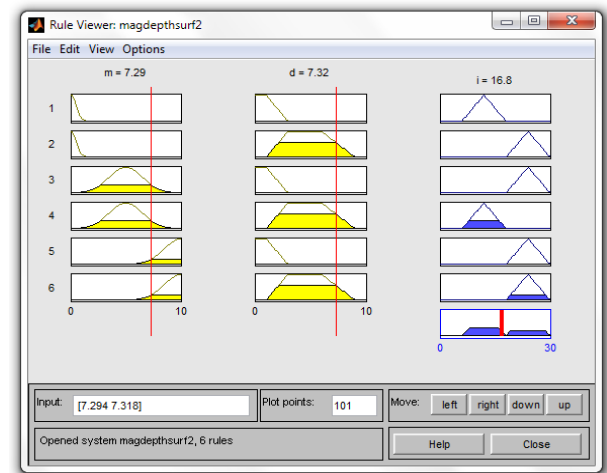 Rule Viewer: magdepthsurf2
File Edit View Options
m = 7.29
d = 7.32
i = 16.8
1
2
3
4
5
6
0 10
0 10
0 30
Input: [7.294 7.318]
Plot points: 101
Move: left right down up
Opened system magdepthsurf2, 6 rules
Help Close